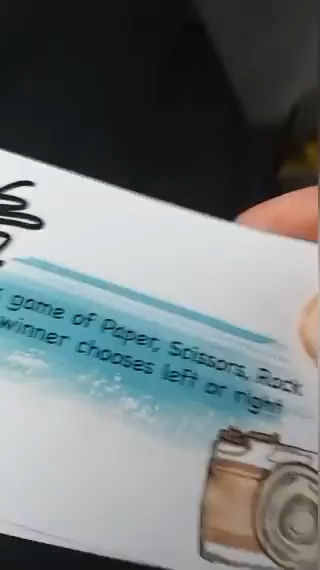 game of Paper, Scissors, Rock
winner chooses left or right